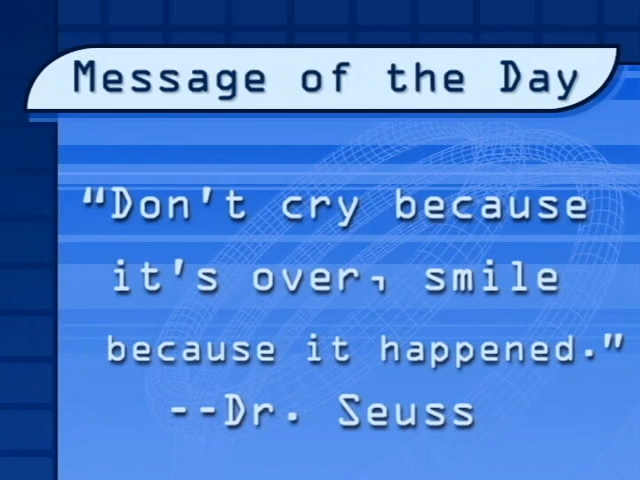 Message of the Day
"Don't cry because
it's over, smile
because it happened."
--Dr. Seuss